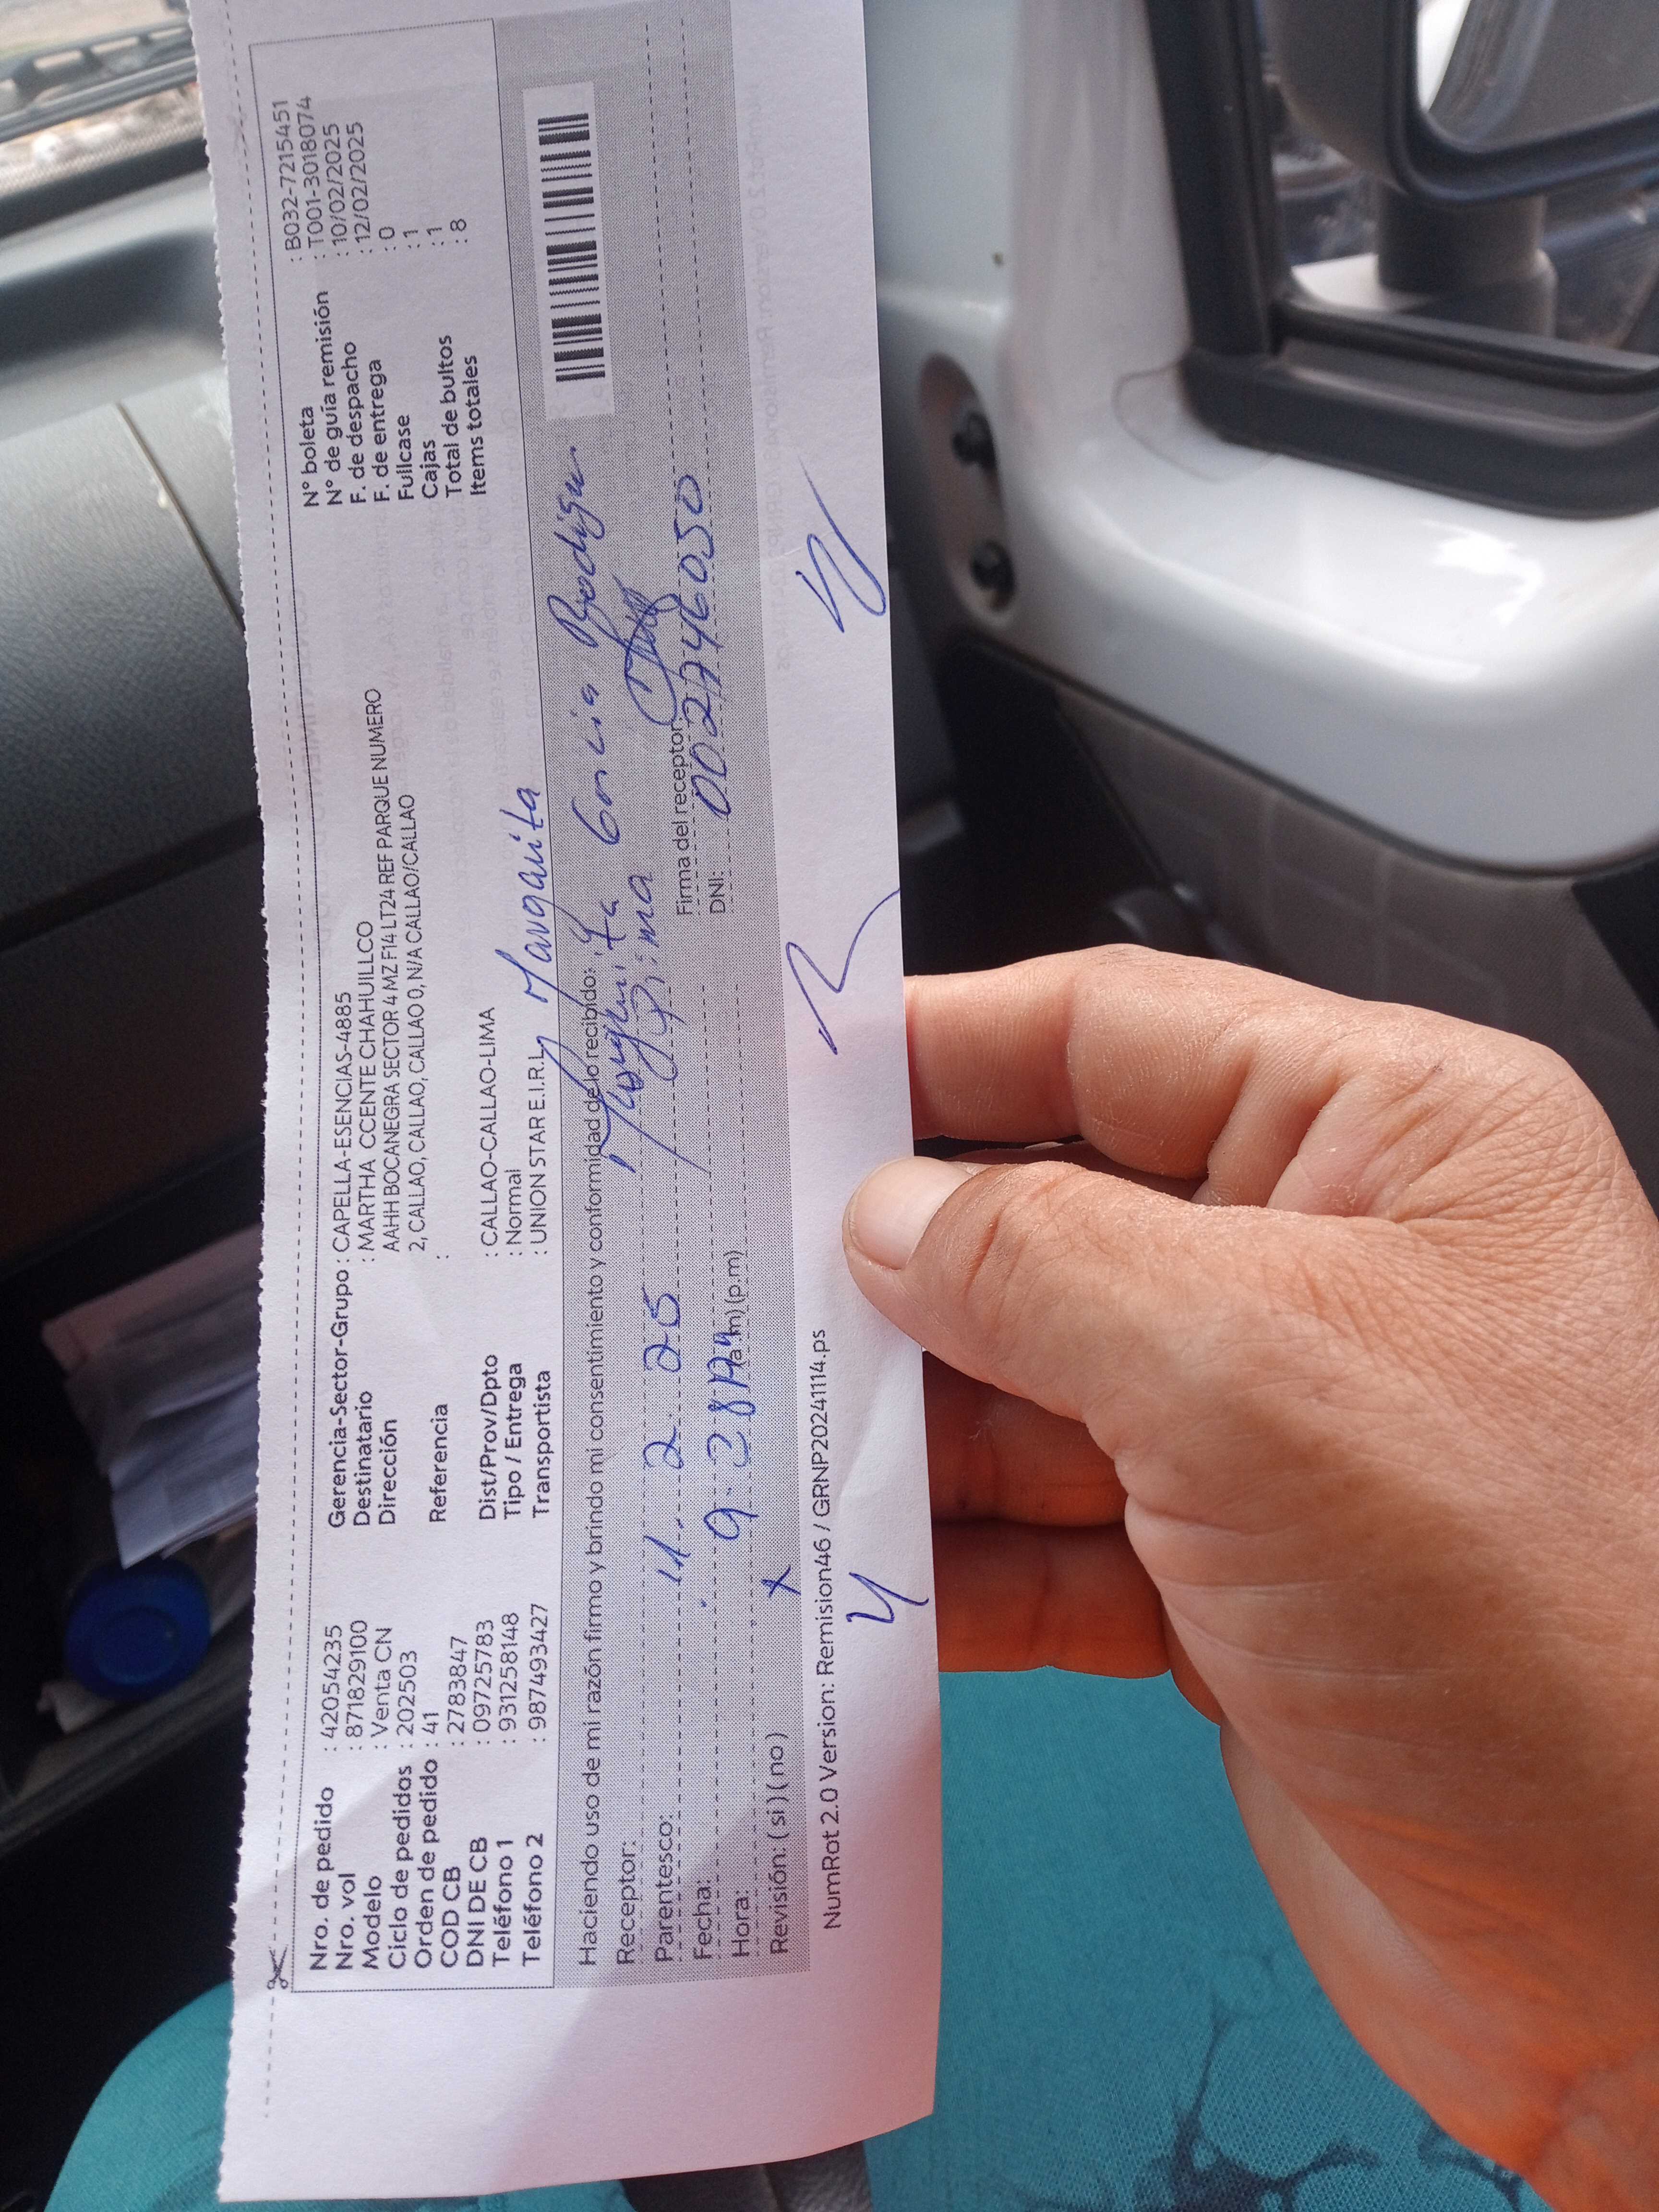 Nro. de pedido : 42054235
Nro. vol : 871829100
Modelo : Venta CN
Ciclo de pedidos : 202503
Orden de pedido : 41
COD CB : 2783847
DNI DE CB : 09725783
Teléfono 1 : 931258148
Teléfono 2 : 987493427
Gerencia-Sector-Grupo : CAPELLA-ESENCIAS-4885
Destinatario : MARTHA CCENTE CHAHUILLCO
Dirección AAHH BOCANEGRA SECTOR 4 MZ F14 LT24 REF PARQUE NUMERO
2, CALLAO, CALLAO, CALLAO 0, N/A CALLAO/CALLAO
Referencia :
Dist/Prov/Dpto : CALLAO-CALLAO-LIMA
Tipo / Entrega : Normal
Transportista : UNION STAR E.I.R.L
Margarita
N° boleta : B032-7215451
N° de guía remisión : T001-3018074
F. de despacho : 10/02/2025
F. de entrega : 12/02/2025
Fullcase : 0
Cajas : 1
Total de bultos : 1
Items totales : 8
Haciendo uso de mi razón firmo y brindo mi consentimiento y conformidad de lo recibido:
Receptor: Garcia
Parentesco: Prima
Fecha: 11. 2. 25
Hora: (a.m) (p.m)
Revisión: ( si ) ( no )
Firma del receptor:
DNI: 002746050
NumRot 2.0 Version: Remision46 / GRNP20241114.ps